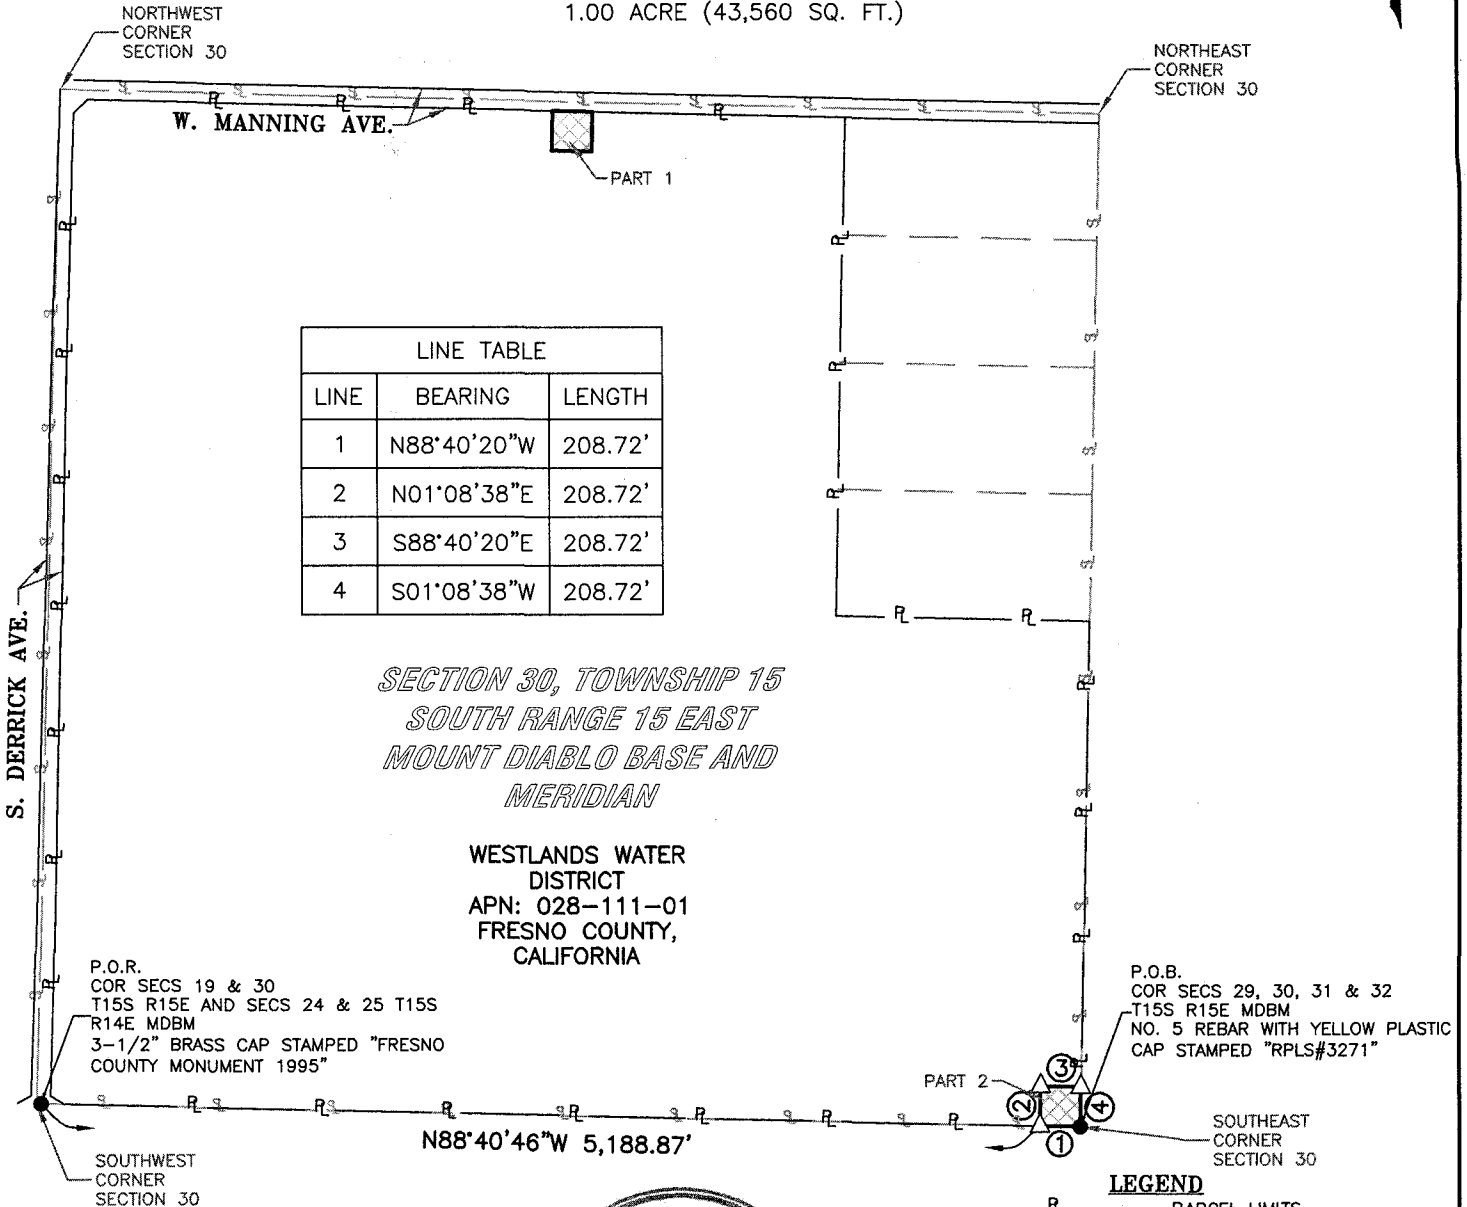 1.00 ACRE (43,560 SQ. FT.)
NORTHWEST
CORNER
SECTION 30
NORTHEAST
CORNER
SECTION 30
W. MANNING AVE.
PART 1
LINE TABLE
LINE BEARING LENGTH
1 N88°40'20"W 208.72'
2 N01°08'38"E 208.72'
3 S88°40'20"E 208.72'
4 S01°08'38"W 208.72'
S. DERRICK AVE.
SECTION 30, TOWNSHIP 15
SOUTH RANGE 15 EAST
MOUNT DIABLO BASE AND
MERIDIAN
WESTLANDS WATER
DISTRICT
APN: 028-111-01
FRESNO COUNTY,
CALIFORNIA
P.O.R.
COR SECS 19 & 30
T15S R15E AND SECS 24 & 25 T15S
R14E MDBM
3-1/2" BRASS CAP STAMPED "FRESNO
COUNTY MONUMENT 1995"
P.O.B.
COR SECS 29, 30, 31 & 32
T15S R15E MDBM
NO. 5 REBAR WITH YELLOW PLASTIC
CAP STAMPED "RPLS#3271"
PART 2
3
2
4
1
N88°40'46"W 5,188.87'
SOUTHWEST
CORNER
SECTION 30
SOUTHEAST
CORNER
SECTION 30
LEGEND
PARCEL LIMITS